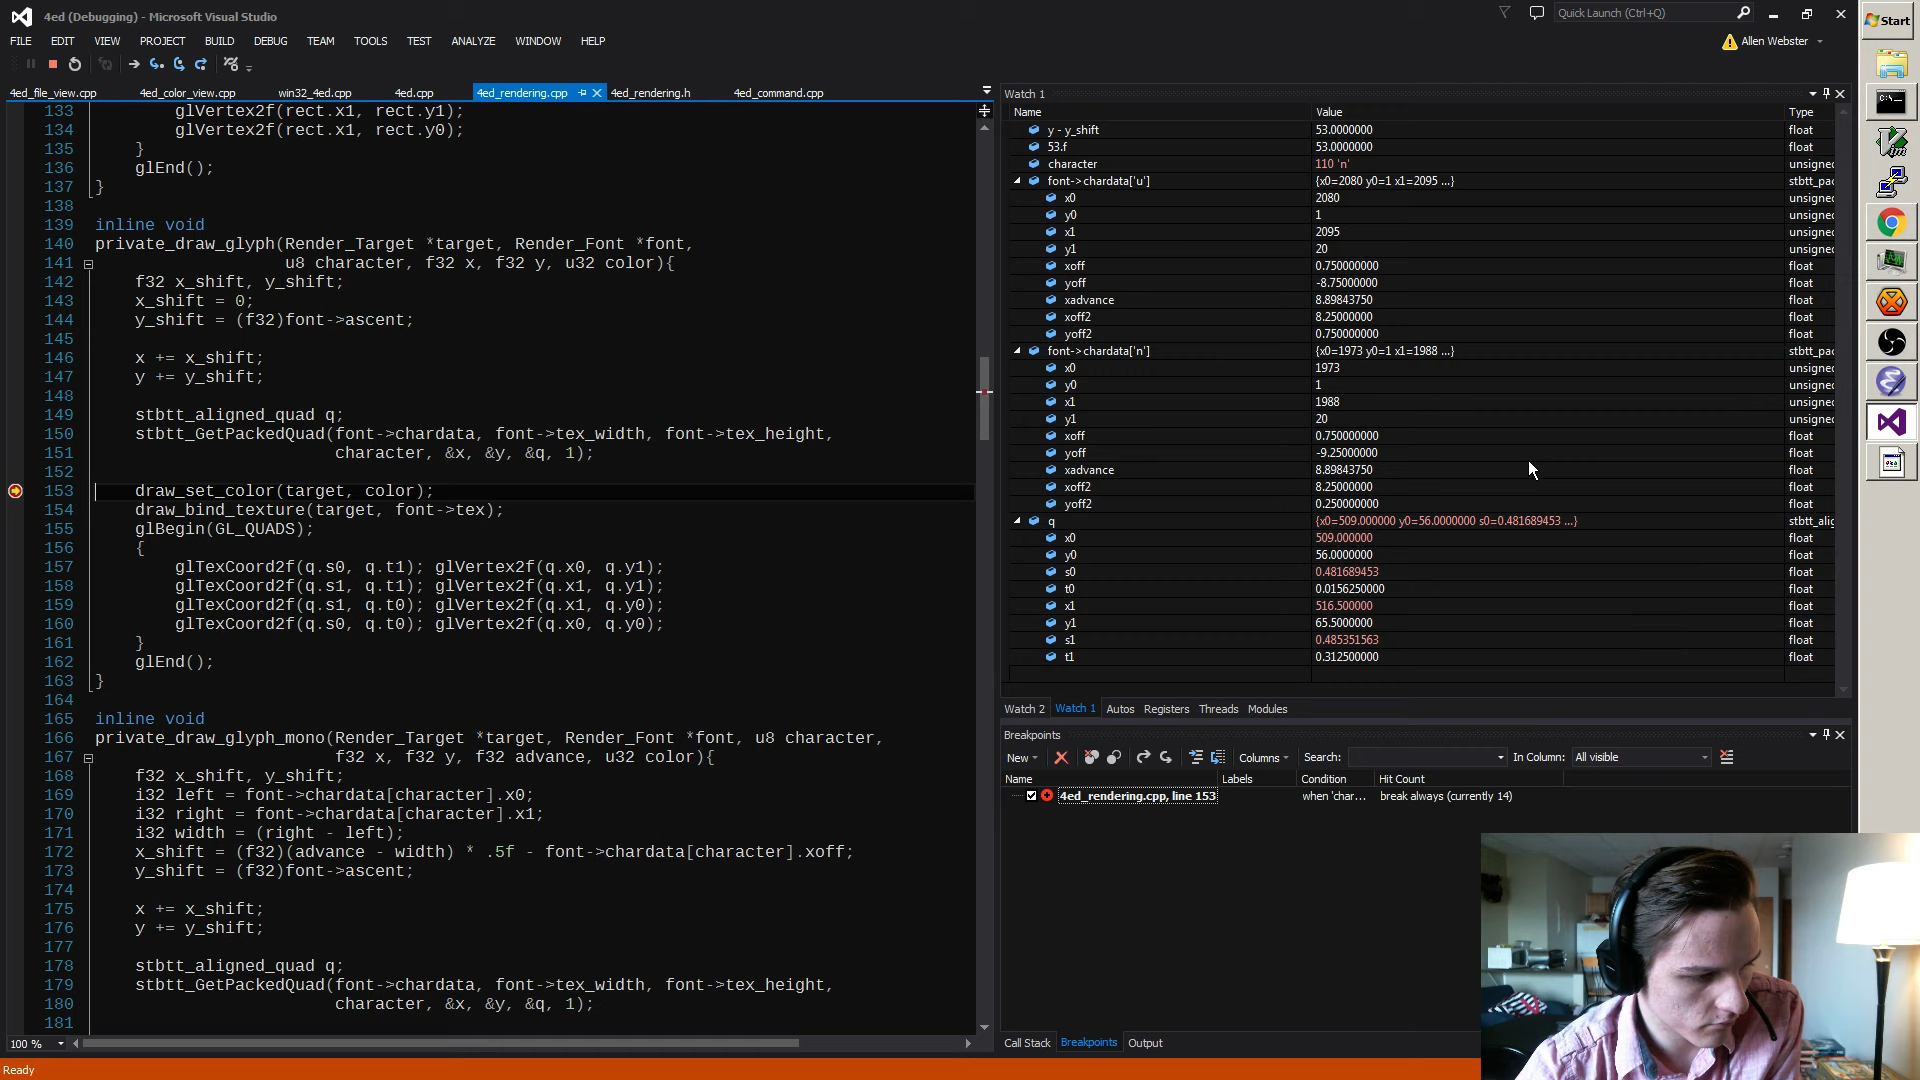 4ed (Debugging) - Microsoft Visual Studio
Quick Launch (Ctrl+Q)
FILE EDIT VIEW PROJECT BUILD DEBUG TEAM TOOLS TEST ANALYZE WINDOW HELP
Allen Webster
Start
4ed_file_view.cpp 4ed_color_view.cpp win32_4ed.cpp 4ed.cpp 4ed_rendering.cpp 4ed_rendering.h 4ed_command.cpp
133 glVertex2f(rect.x1, rect.y1);
134 glVertex2f(rect.x1, rect.y0);
135 }
136 glEnd();
137 }
138
139 inline void
140 private_draw_glyph(Render_Target *target, Render_Font *font,
141 u8 character, f32 x, f32 y, u32 color){
142 f32 x_shift, y_shift;
143 x_shift = 0;
144 y_shift = (f32)font->ascent;
145
146 x += x_shift;
147 y += y_shift;
148
149 stbtt_aligned_quad q;
150 stbtt_GetPackedQuad(font->chardata, font->tex_width, font->tex_height,
151 character, &x, &y, &q, 1);
152
153 draw_set_color(target, color);
154 draw_bind_texture(target, font->tex);
155 glBegin(GL_QUADS);
156 {
157 glTexCoord2f(q.s0, q.t1); glVertex2f(q.x0, q.y1);
158 glTexCoord2f(q.s1, q.t1); glVertex2f(q.x1, q.y1);
159 glTexCoord2f(q.s1, q.t0); glVertex2f(q.x1, q.y0);
160 glTexCoord2f(q.s0, q.t0); glVertex2f(q.x0, q.y0);
161 }
162 glEnd();
163 }
164
165 inline void
166 private_draw_glyph_mono(Render_Target *target, Render_Font *font, u8 character,
167 f32 x, f32 y, f32 advance, u32 color){
168 f32 x_shift, y_shift;
169 i32 left = font->chardata[character].x0;
170 i32 right = font->chardata[character].x1;
171 i32 width = (right - left);
172 x_shift = (f32)(advance - width) * .5f - font->chardata[character].xoff;
173 y_shift = (f32)font->ascent;
174
175 x += x_shift;
176 y += y_shift;
177
178 stbtt_aligned_quad q;
179 stbtt_GetPackedQuad(font->chardata, font->tex_width, font->tex_height,
180 character, &x, &y, &q, 1);
181
100 %
Ready
Watch 1
Name Value Type
y - y_shift 53.0000000 float
53.f 53.0000000 float
character 110 'n' unsigned
font->chardata['u'] {x0=2080 y0=1 x1=2095 ...} stbtt_pac
x0 2080 unsigned
y0 1 unsigned
x1 2095 unsigned
y1 20 unsigned
xoff 0.750000000 float
yoff -8.75000000 float
xadvance 8.89843750 float
xoff2 8.25000000 float
yoff2 0.750000000 float
font->chardata['n'] {x0=1973 y0=1 x1=1988 ...} stbtt_pac
x0 1973 unsigned
y0 1 unsigned
x1 1988 unsigned
y1 20 unsigned
xoff 0.750000000 float
yoff -9.25000000 float
xadvance 8.89843750 float
xoff2 8.25000000 float
yoff2 0.250000000 float
q {x0=509.000000 y0=56.0000000 s0=0.481689453 ...} stbtt_alig
x0 509.000000 float
y0 56.0000000 float
s0 0.481689453 float
t0 0.0156250000 float
x1 516.500000 float
y1 65.5000000 float
s1 0.485351563 float
t1 0.312500000 float
Watch 2 Watch 1 Autos Registers Threads Modules
Breakpoints
New Columns Search: In Column: All visible
Name Labels Condition Hit Count
4ed_rendering.cpp, line 153 when 'char... break always (currently 14)
Call Stack Breakpoints Output